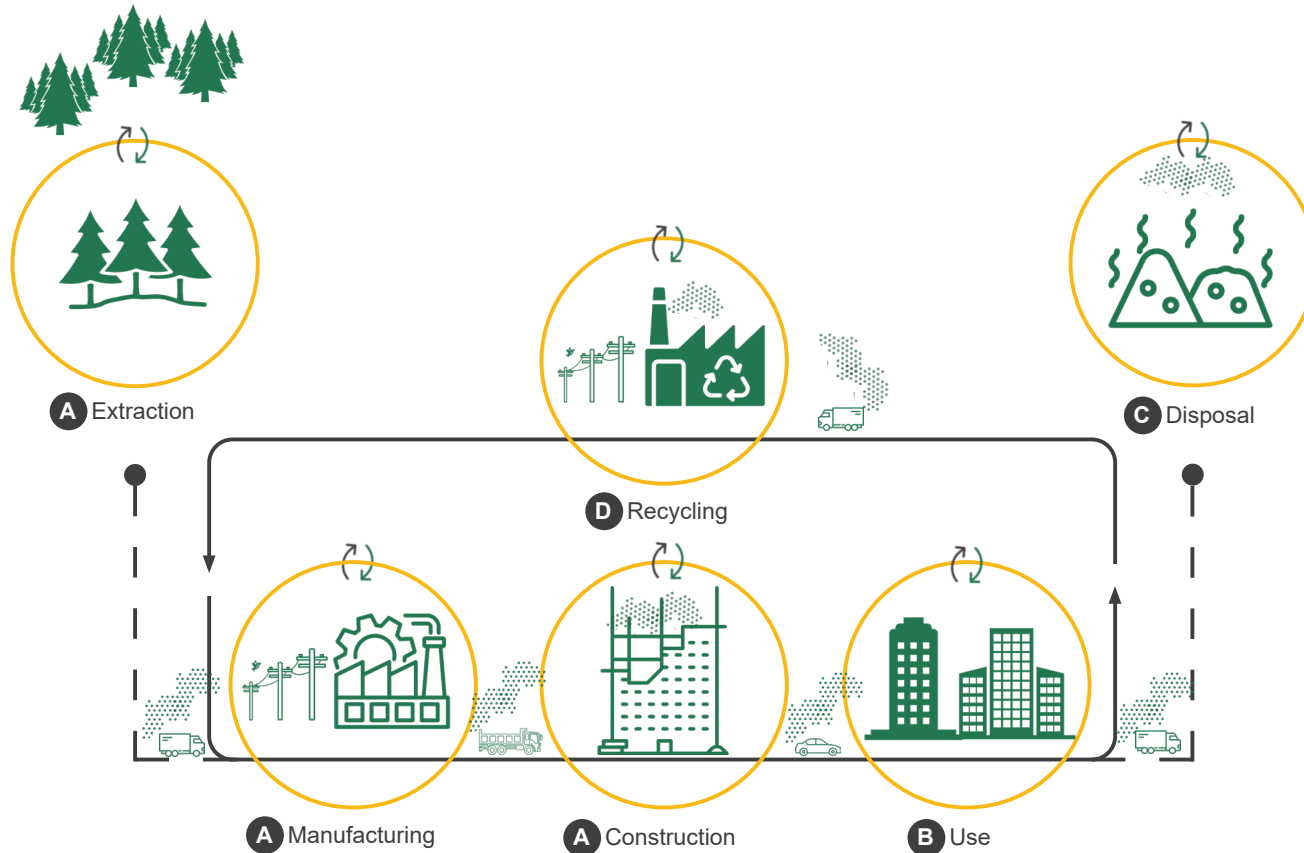 A Extraction
C Disposal
D Recycling
A Manufacturing
A Construction
B Use